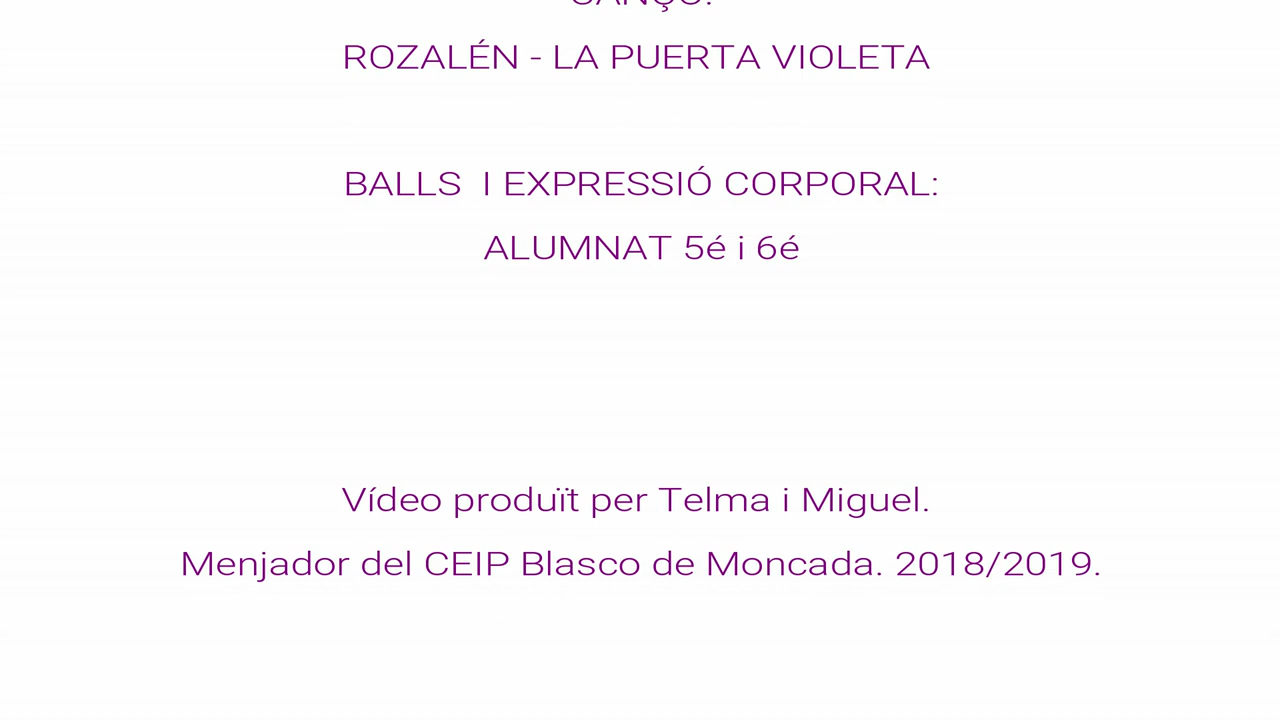 CANÇÓ:
ROZALÉN - LA PUERTA VIOLETA
BALLS I EXPRESSIÓ CORPORAL:
ALUMNAT 5é i 6é
Vídeo produït per Telma i Miguel.
Menjador del CEIP Blasco de Moncada. 2018/2019.